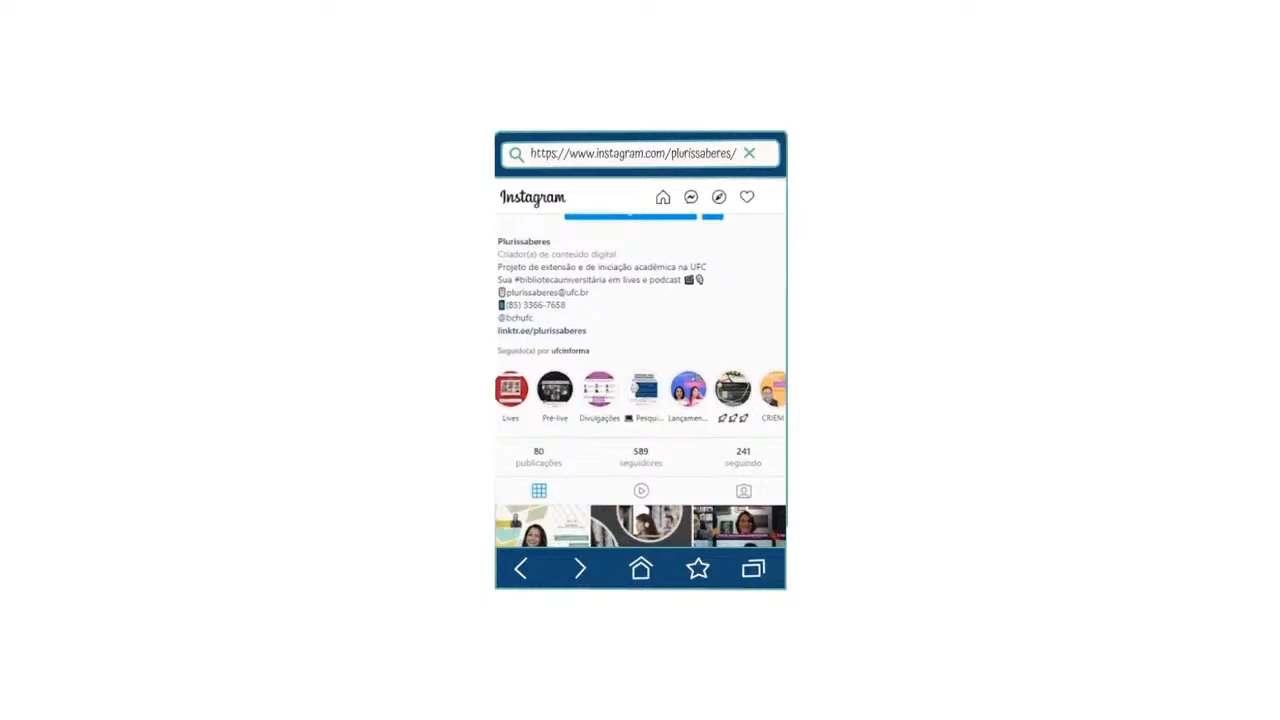 https://www.instagram.com/plurissaberes/
Instagram
Plurissaberes
Criador(a) de conteúdo digital
Projeto de extensão e de iniciação acadêmica na UFC
Sua #bibliotecauniversitária em lives e podcast 🎬🎙
plurissaberes@ufc.br
(85) 3366-7658
@bchufc
linktr.ee/plurissaberes
Seguido(a) por ufcinforma
Lives Pré-live Divulgações 💻 Pesqui... Lançamen... 🚀🚀🚀 CRIEM
80 589 241
publicações seguidores seguindo